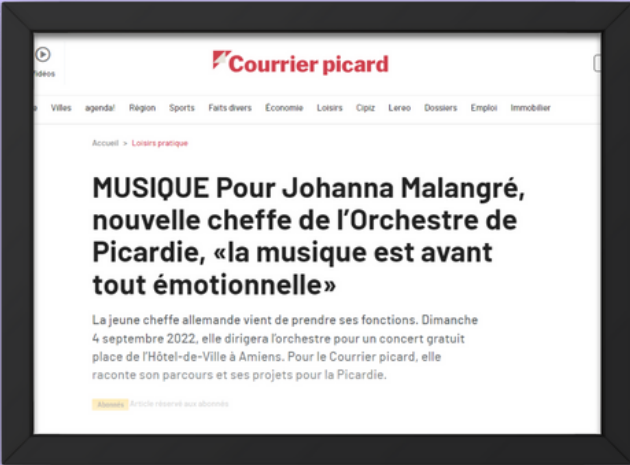 Courrier picard
Vidéos
Villes agenda! Région Sports Faits divers Économie Loisirs Cipiz Lereo Dossiers Emploi Immobilier
Accueil > Loisirs pratique
MUSIQUE Pour Johanna Malangré,
nouvelle cheffe de l'Orchestre de
Picardie, «la musique est avant
tout émotionnelle»
La jeune cheffe allemande vient de prendre ses fonctions. Dimanche
4 septembre 2022, elle dirigera l'orchestre pour un concert gratuit
place de l'Hôtel-de-Ville à Amiens. Pour le Courrier picard, elle
raconte son parcours et ses projets pour la Picardie.
Abonnés Article réservé aux abonnés